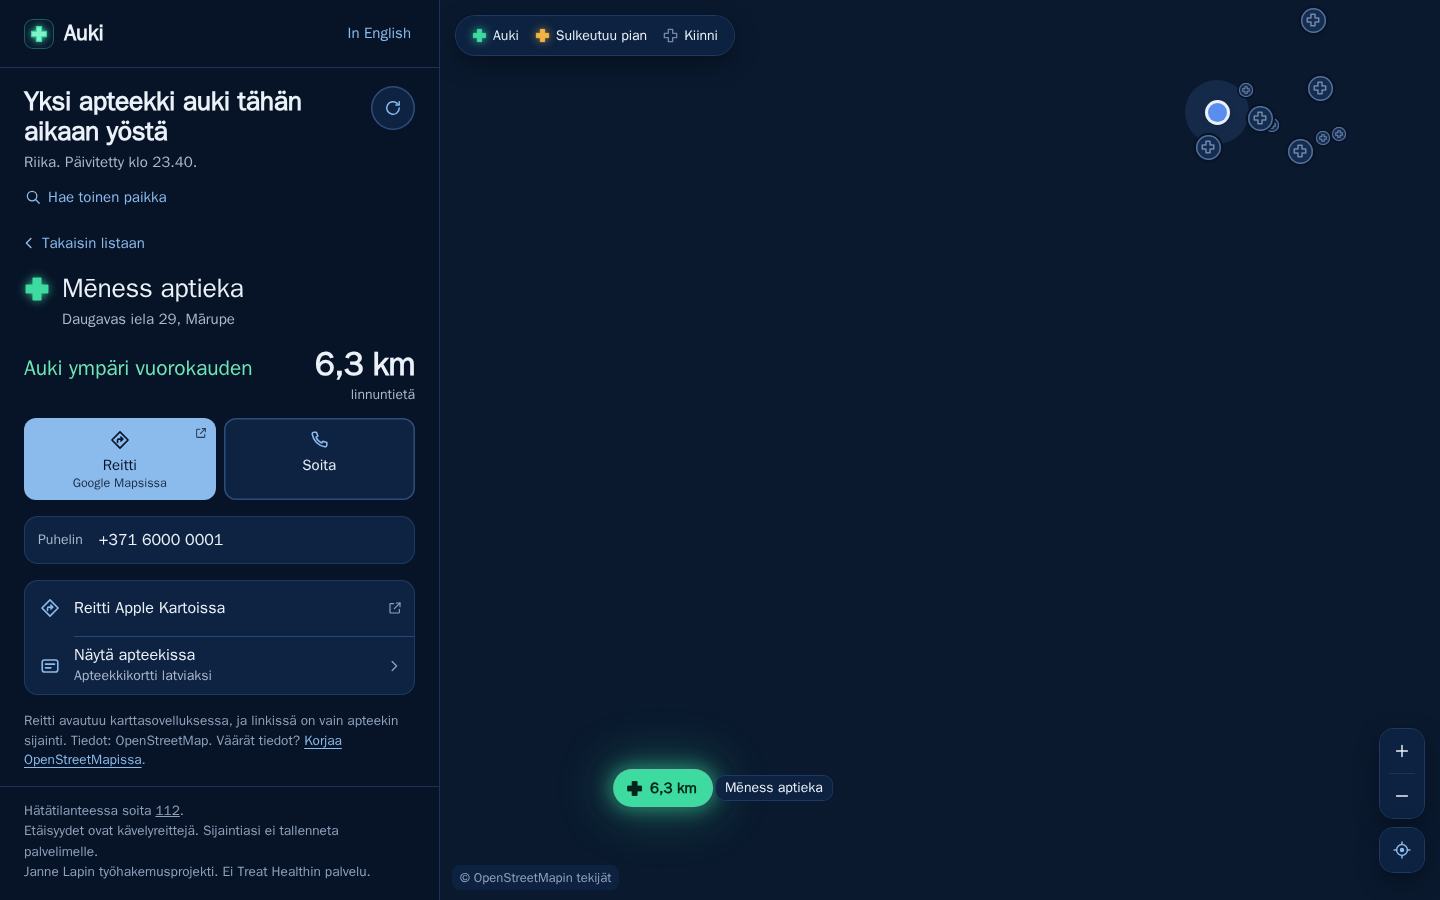 Auki
In English
Yksi apteekki auki tähän
aikaan yöstä
Riika. Päivitetty klo 23.40.
Hae toinen paikka
Takaisin listaan
Mēness aptieka
Daugavas iela 29, Mārupe
Auki ympäri vuorokauden
6,3 km
linnuntietä
Reitti
Google Mapsissa
Soita
Puhelin +371 6000 0001
Reitti Apple Kartoissa
Näytä apteekissa
Apteekkikortti latviaksi
Reitti avautuu karttasovelluksessa, ja linkissä on vain apteekin
sijainti. Tiedot: OpenStreetMap. Väärät tiedot? Korjaa
OpenStreetMapissa.
Hätätilanteessa soita 112.
Etäisyydet ovat kävelyreittejä. Sijaintiasi ei tallenneta
palvelimelle.
Janne Lapin työhakemusprojekti. Ei Treat Healthin palvelu.
Auki Sulkeutuu pian Kiinni
6,3 km Mēness aptieka
© OpenStreetMapin tekijät